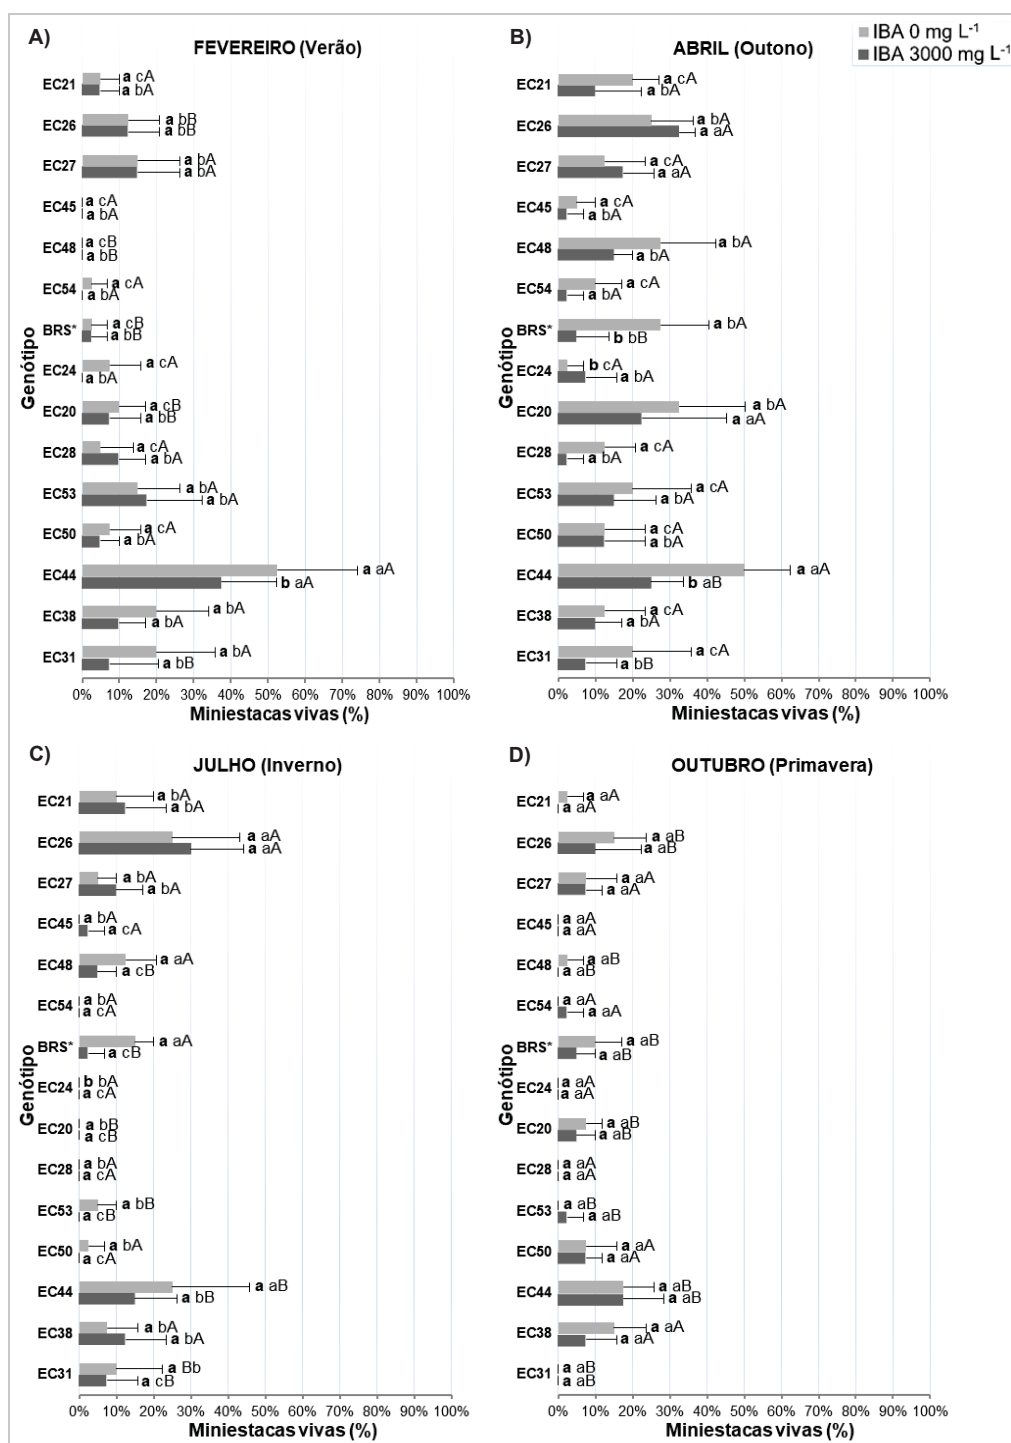 A)
FEVEREIRO (Verão)
EC21
a cA
a bA
EC26
a bB
a bB
EC27
a bA
a bA
EC45
a cA
a bA
EC48
a cB
a bB
EC54
a cA
a bA
BRS*
a cB
a bB
EC24
a cA
a bA
EC20
a cB
a bB
EC28
a cA
a bA
EC53
a bA
a bA
EC50
a cA
a bA
EC44
a aA
b aA
EC38
a bA
a bA
EC31
a bA
a bB
Genótipo
0% 10% 20% 30% 40% 50% 60% 70% 80% 90% 100%
Miniestacas vivas (%)
B)
ABRIL (Outono)
IBA 0 mg L-1
IBA 3000 mg L-1
EC21
a cA
a bA
EC26
a bA
a aA
EC27
a cA
a aA
EC45
a cA
a bA
EC48
a bA
a bA
EC54
a cA
a bA
BRS*
a bA
b bB
EC24
b cA
a bA
EC20
a bA
a aA
EC28
a cA
a bA
EC53
a cA
a bA
EC50
a cA
a bA
EC44
a aA
b aB
EC38
a cA
a bA
EC31
a cA
a bB
Genótipo
0% 10% 20% 30% 40% 50% 60% 70% 80% 90% 100%
Miniestacas vivas (%)
C)
JULHO (Inverno)
EC21
a bA
a bA
EC26
a aA
a aA
EC27
a bA
a bA
EC45
a bA
a cA
EC48
a aA
a cB
EC54
a bA
a cA
BRS*
a aA
a cB
EC24
b bA
a cA
EC20
a bB
a cB
EC28
a bA
a cA
EC53
a bB
a cB
EC50
a bA
a cA
EC44
a aB
a bB
EC38
a bA
a bA
EC31
a Bb
a cB
Genótipo
0% 10% 20% 30% 40% 50% 60% 70% 80% 90% 100%
Miniestacas vivas (%)
D)
OUTUBRO (Primavera)
EC21
a aA
a aA
EC26
a aB
a aB
EC27
a aA
a aA
EC45
a aA
a aA
EC48
a aB
a aB
EC54
a aA
a aA
BRS*
a aB
a aB
EC24
a aA
a aA
EC20
a aB
a aB
EC28
a aA
a aA
EC53
a aB
a aB
EC50
a aA
a aA
EC44
a aB
a aB
EC38
a aA
a aA
EC31
a aB
a aB
Genótipo
0% 10% 20% 30% 40% 50% 60% 70% 80% 90% 100%
Miniestacas vivas (%)